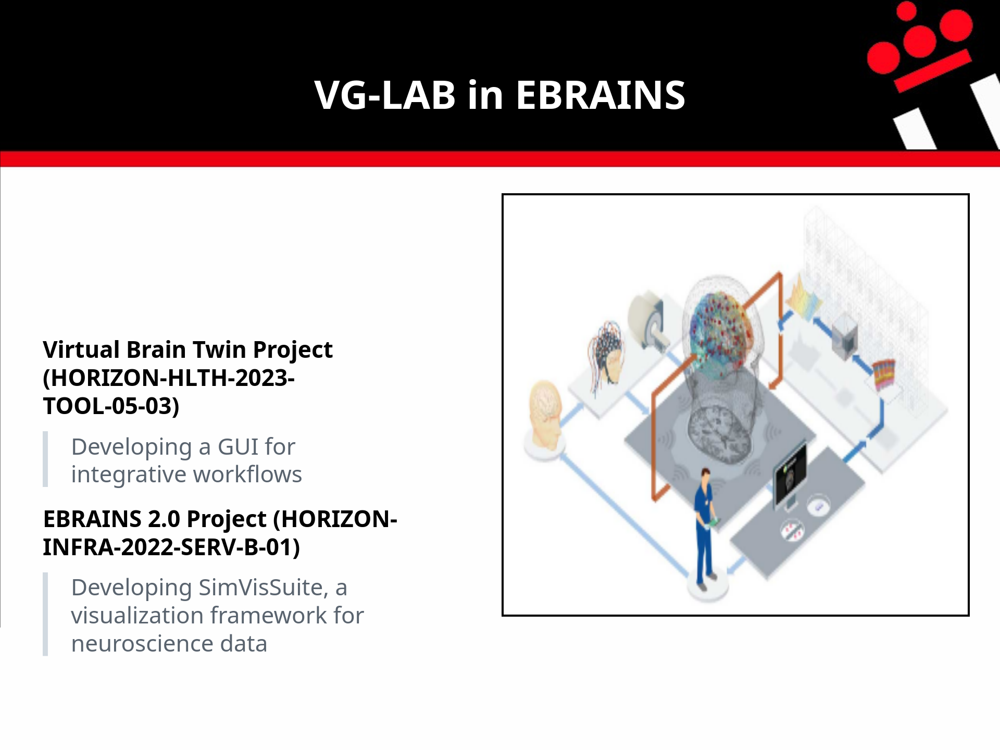 VG-LAB in EBRAINS
Virtual Brain Twin Project
(HORIZON-HLTH-2023-
TOOL-05-03)
Developing a GUI for
integrative workflows
EBRAINS 2.0 Project (HORIZON-
INFRA-2022-SERV-B-01)
Developing SimVisSuite, a
visualization framework for
neuroscience data